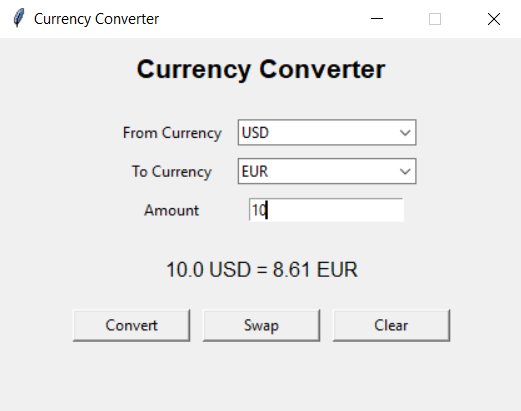 Currency Converter
Currency Converter
From Currency USD
To Currency EUR
Amount 10
10.0 USD = 8.61 EUR
Convert Swap Clear